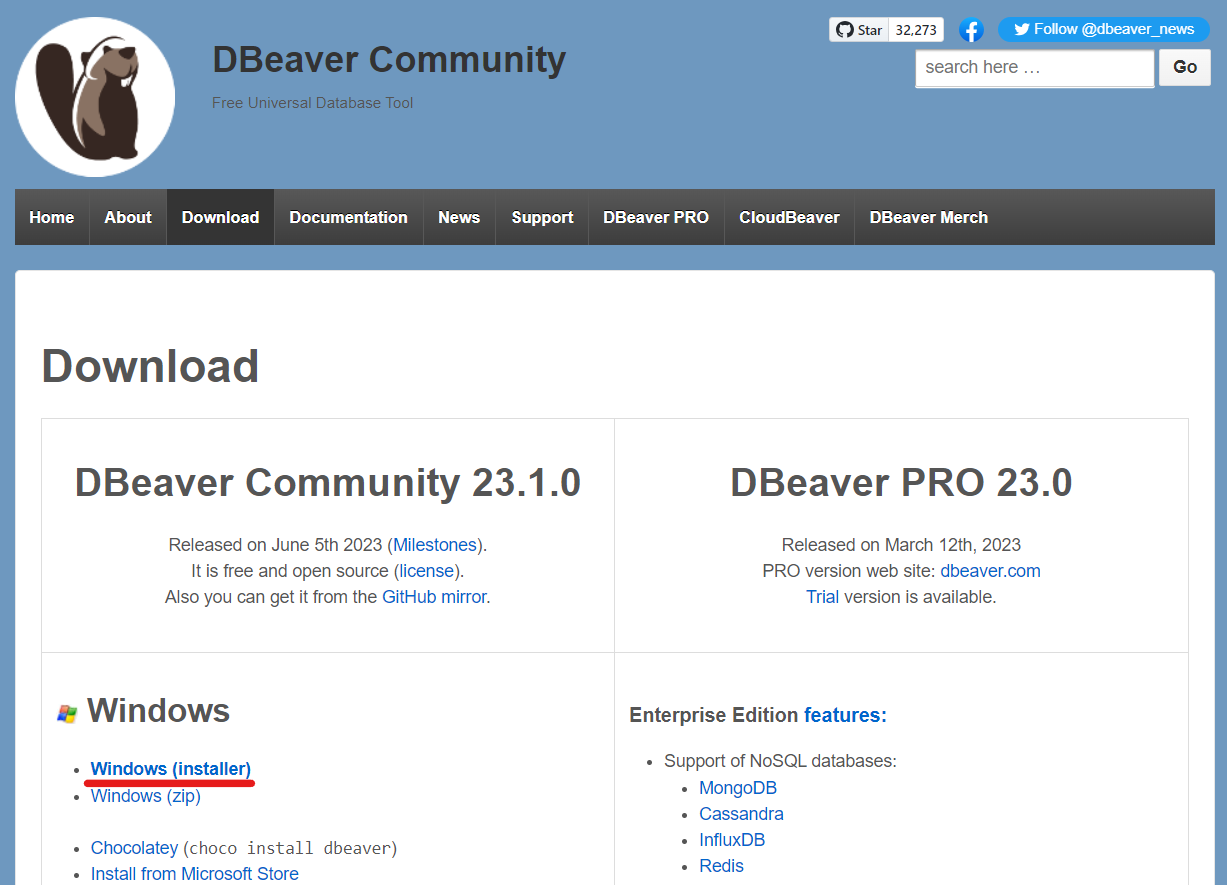 DBeaver Community
Free Universal Database Tool
Star 32,273
Follow @dbeaver_news
search here …
Go
Home About Download Documentation News Support DBeaver PRO CloudBeaver DBeaver Merch
Download
DBeaver Community 23.1.0
Released on June 5th 2023 (Milestones).
It is free and open source (license).
Also you can get it from the GitHub mirror.
DBeaver PRO 23.0
Released on March 12th, 2023
PRO version web site: dbeaver.com
Trial version is available.
Windows
Windows (installer)
Windows (zip)
Chocolatey (choco install dbeaver)
Install from Microsoft Store
Enterprise Edition features:
Support of NoSQL databases:
MongoDB
Cassandra
InfluxDB
Redis